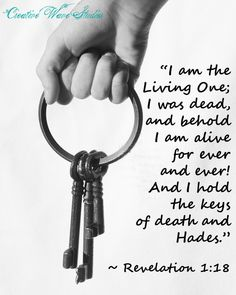 Creative Wave Studios
“I am the
Living One;
I was dead,
and behold
I am alive
for ever
and ever!
And I hold
the keys
of death and
Hades.”
~ Revelation 1:18